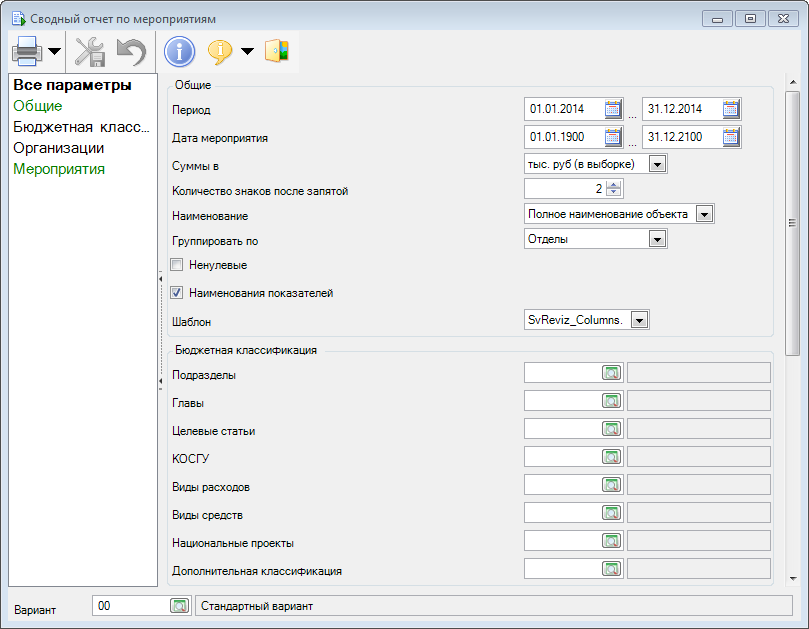 Сводный отчет по мероприятиям
Все параметры
Общие
Бюджетная класс...
Организации
Мероприятия
Общие
Период 01.01.2014 ... 31.12.2014
Дата мероприятия 01.01.1900 ... 31.12.2100
Суммы в тыс. руб (в выборке)
Количество знаков после запятой 2
Наименование Полное наименование объекта
Группировать по Отделы
Ненулевые
Наименования показателей
Шаблон SvReviz_Columns.
Бюджетная классификация
Подразделы
Главы
Целевые статьи
КОСГУ
Виды расходов
Виды средств
Национальные проекты
Дополнительная классификация
Вариант 00 Стандартный вариант